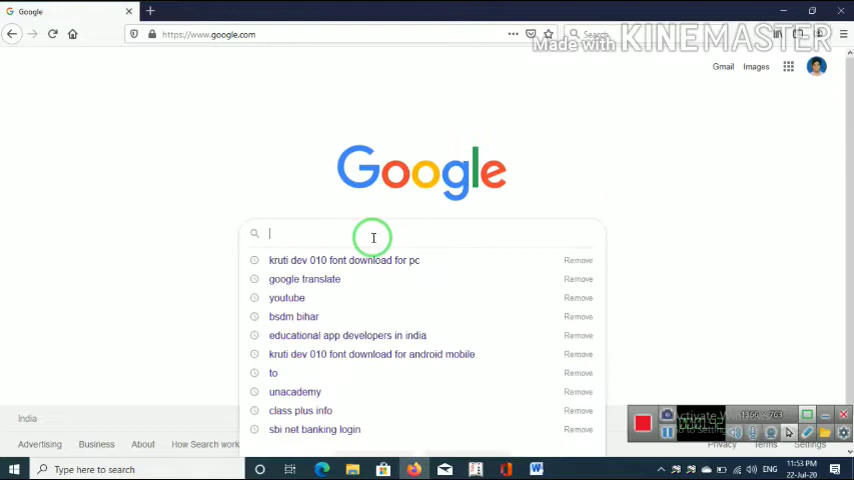 Google
https://www.google.com
Search
Made with KINEMASTER
Gmail Images
Google
kruti dev 010 font download for pc Remove
google translate Remove
youtube Remove
bsdm bihar Remove
educational app developers in india Remove
kruti dev 010 font download for android mobile Remove
to Remove
unacademy Remove
class plus info Remove
sbi net banking login Remove
India
Advertising Business About How Search work
Privacy Terms Settings
Type here to search
ENG
11:53 PM
22-Jul-20